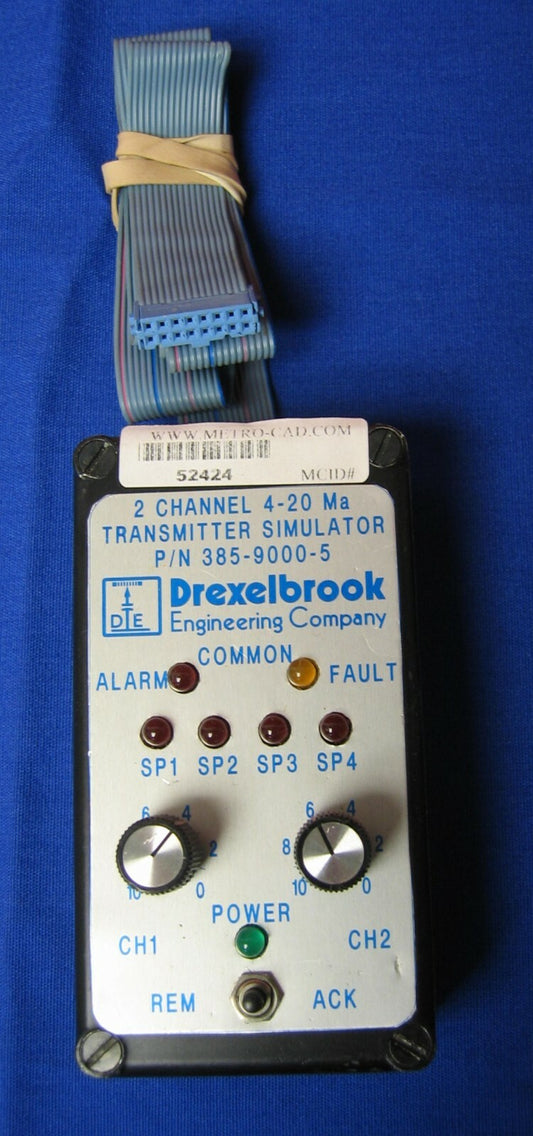 WWW.METRO-CAD.COM
52424 MCID#
2 CHANNEL 4-20 Ma
TRANSMITTER SIMULATOR
P/N 385-9000-5
DE Drexelbrook
Engineering Company
COMMON
ALARM FAULT
SP1 SP2 SP3 SP4
6 4 6 4
2 8 2
10 0 10 0
POWER
CH1 CH2
REM ACK